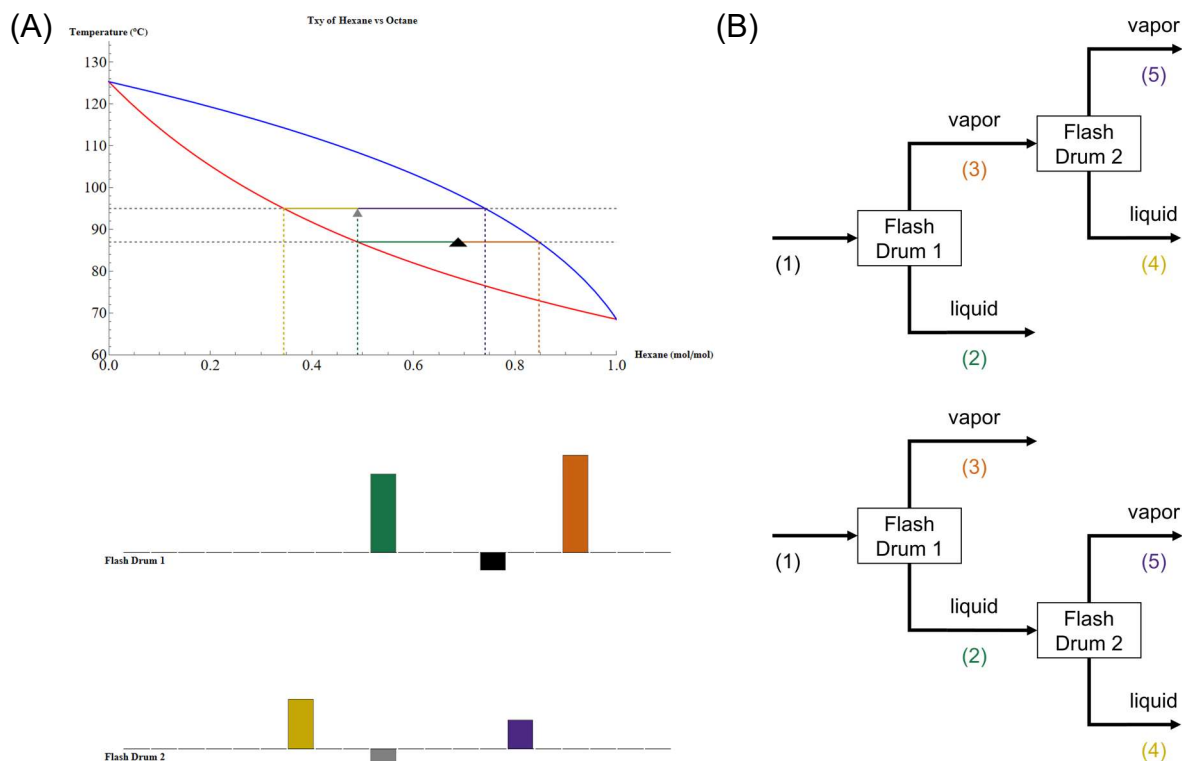 (A)
Txy of Hexane vs Octane
Temperature (°C)
130
120
110
100
90
80
70
60
0.0 0.2 0.4 0.6 0.8 1.0
Hexane (mol/mol)
Flash Drum 1
Flash Drum 2
(B)
vapor
(5)
vapor
Flash
Drum 2
(3)
liquid
Flash
Drum 1
(4)
(1)
liquid
(2)
vapor
(3)
Flash
Drum 1
vapor
(1)
(5)
liquid
Flash
Drum 2
(2)
liquid
(4)